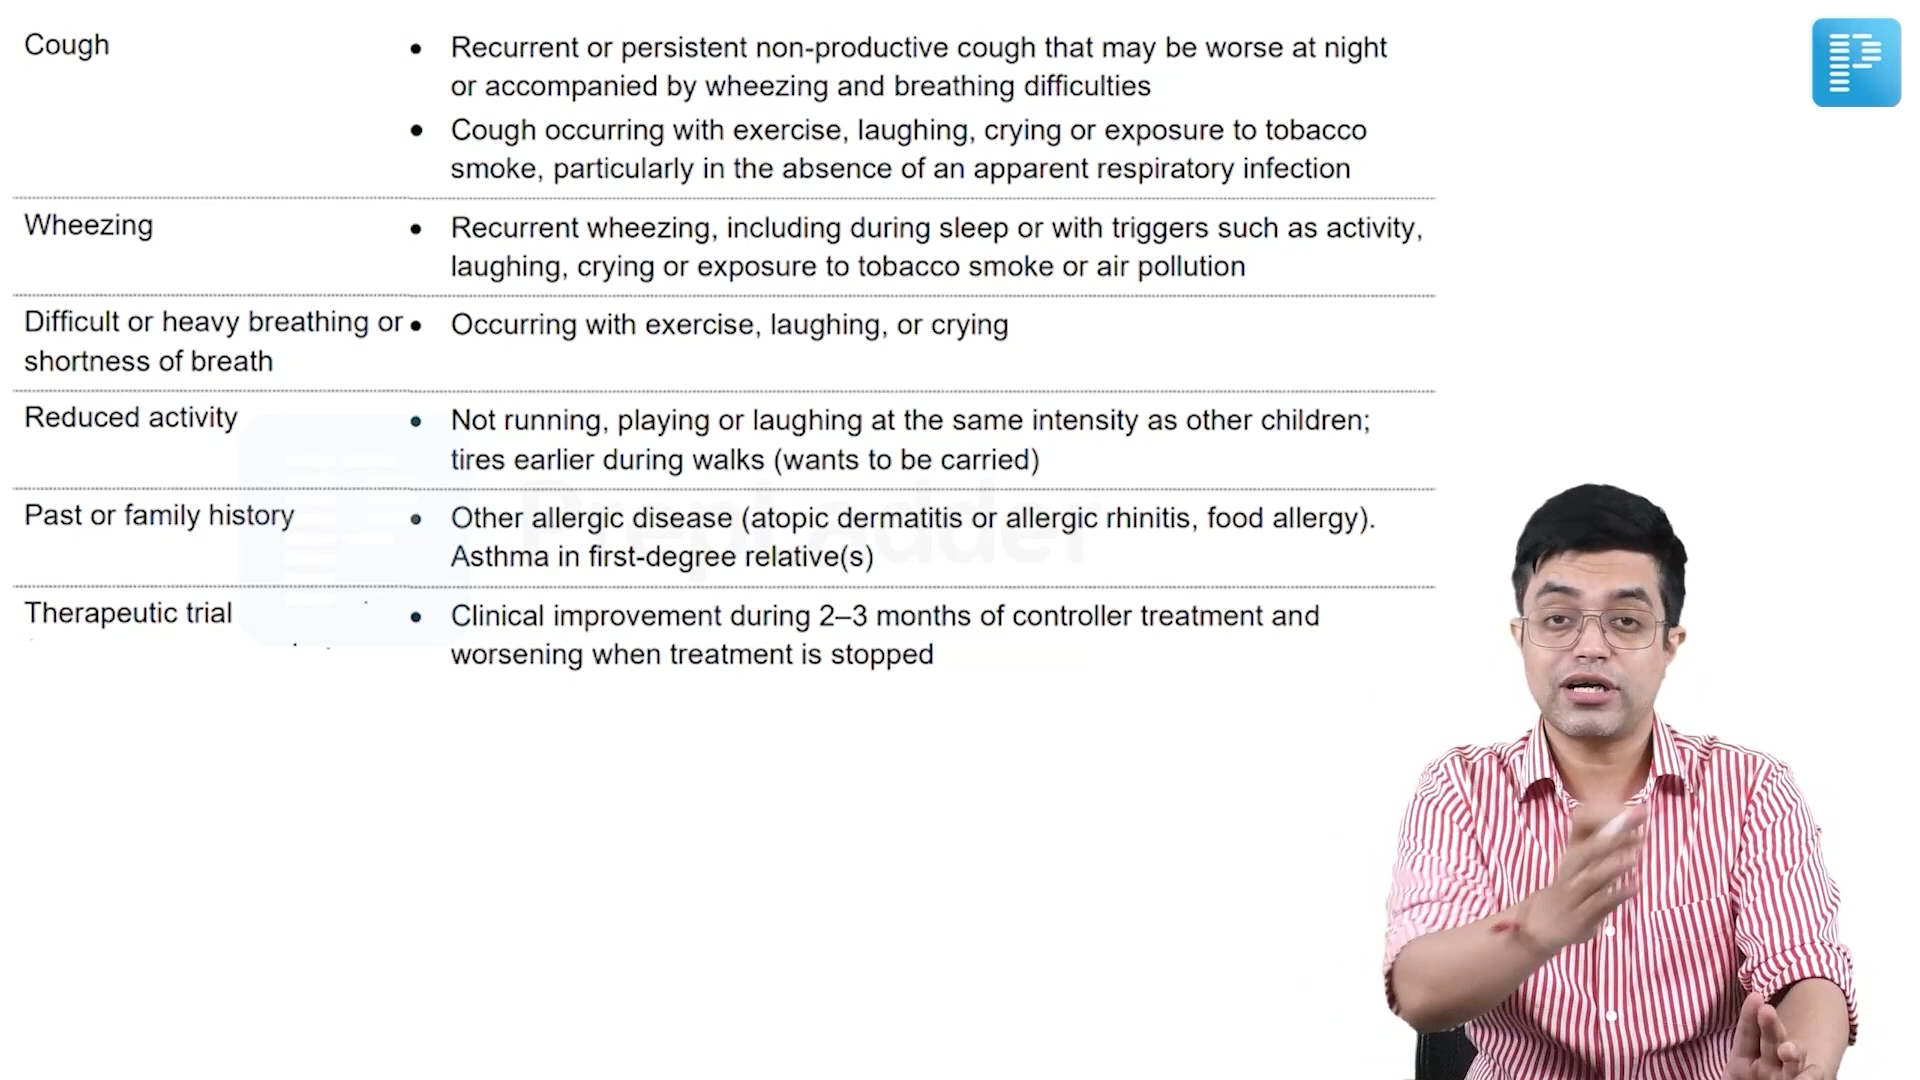 Cough
• Recurrent or persistent non-productive cough that may be worse at night
or accompanied by wheezing and breathing difficulties
• Cough occurring with exercise, laughing, crying or exposure to tobacco
smoke, particularly in the absence of an apparent respiratory infection
Wheezing
• Recurrent wheezing, including during sleep or with triggers such as activity,
laughing, crying or exposure to tobacco smoke or air pollution
Difficult or heavy breathing or
shortness of breath
• Occurring with exercise, laughing, or crying
Reduced activity
• Not running, playing or laughing at the same intensity as other children;
tires earlier during walks (wants to be carried)
Past or family history
• Other allergic disease (atopic dermatitis or allergic rhinitis, food allergy).
Asthma in first-degree relative(s)
Therapeutic trial
• Clinical improvement during 2–3 months of controller treatment and
worsening when treatment is stopped
PrepLadder